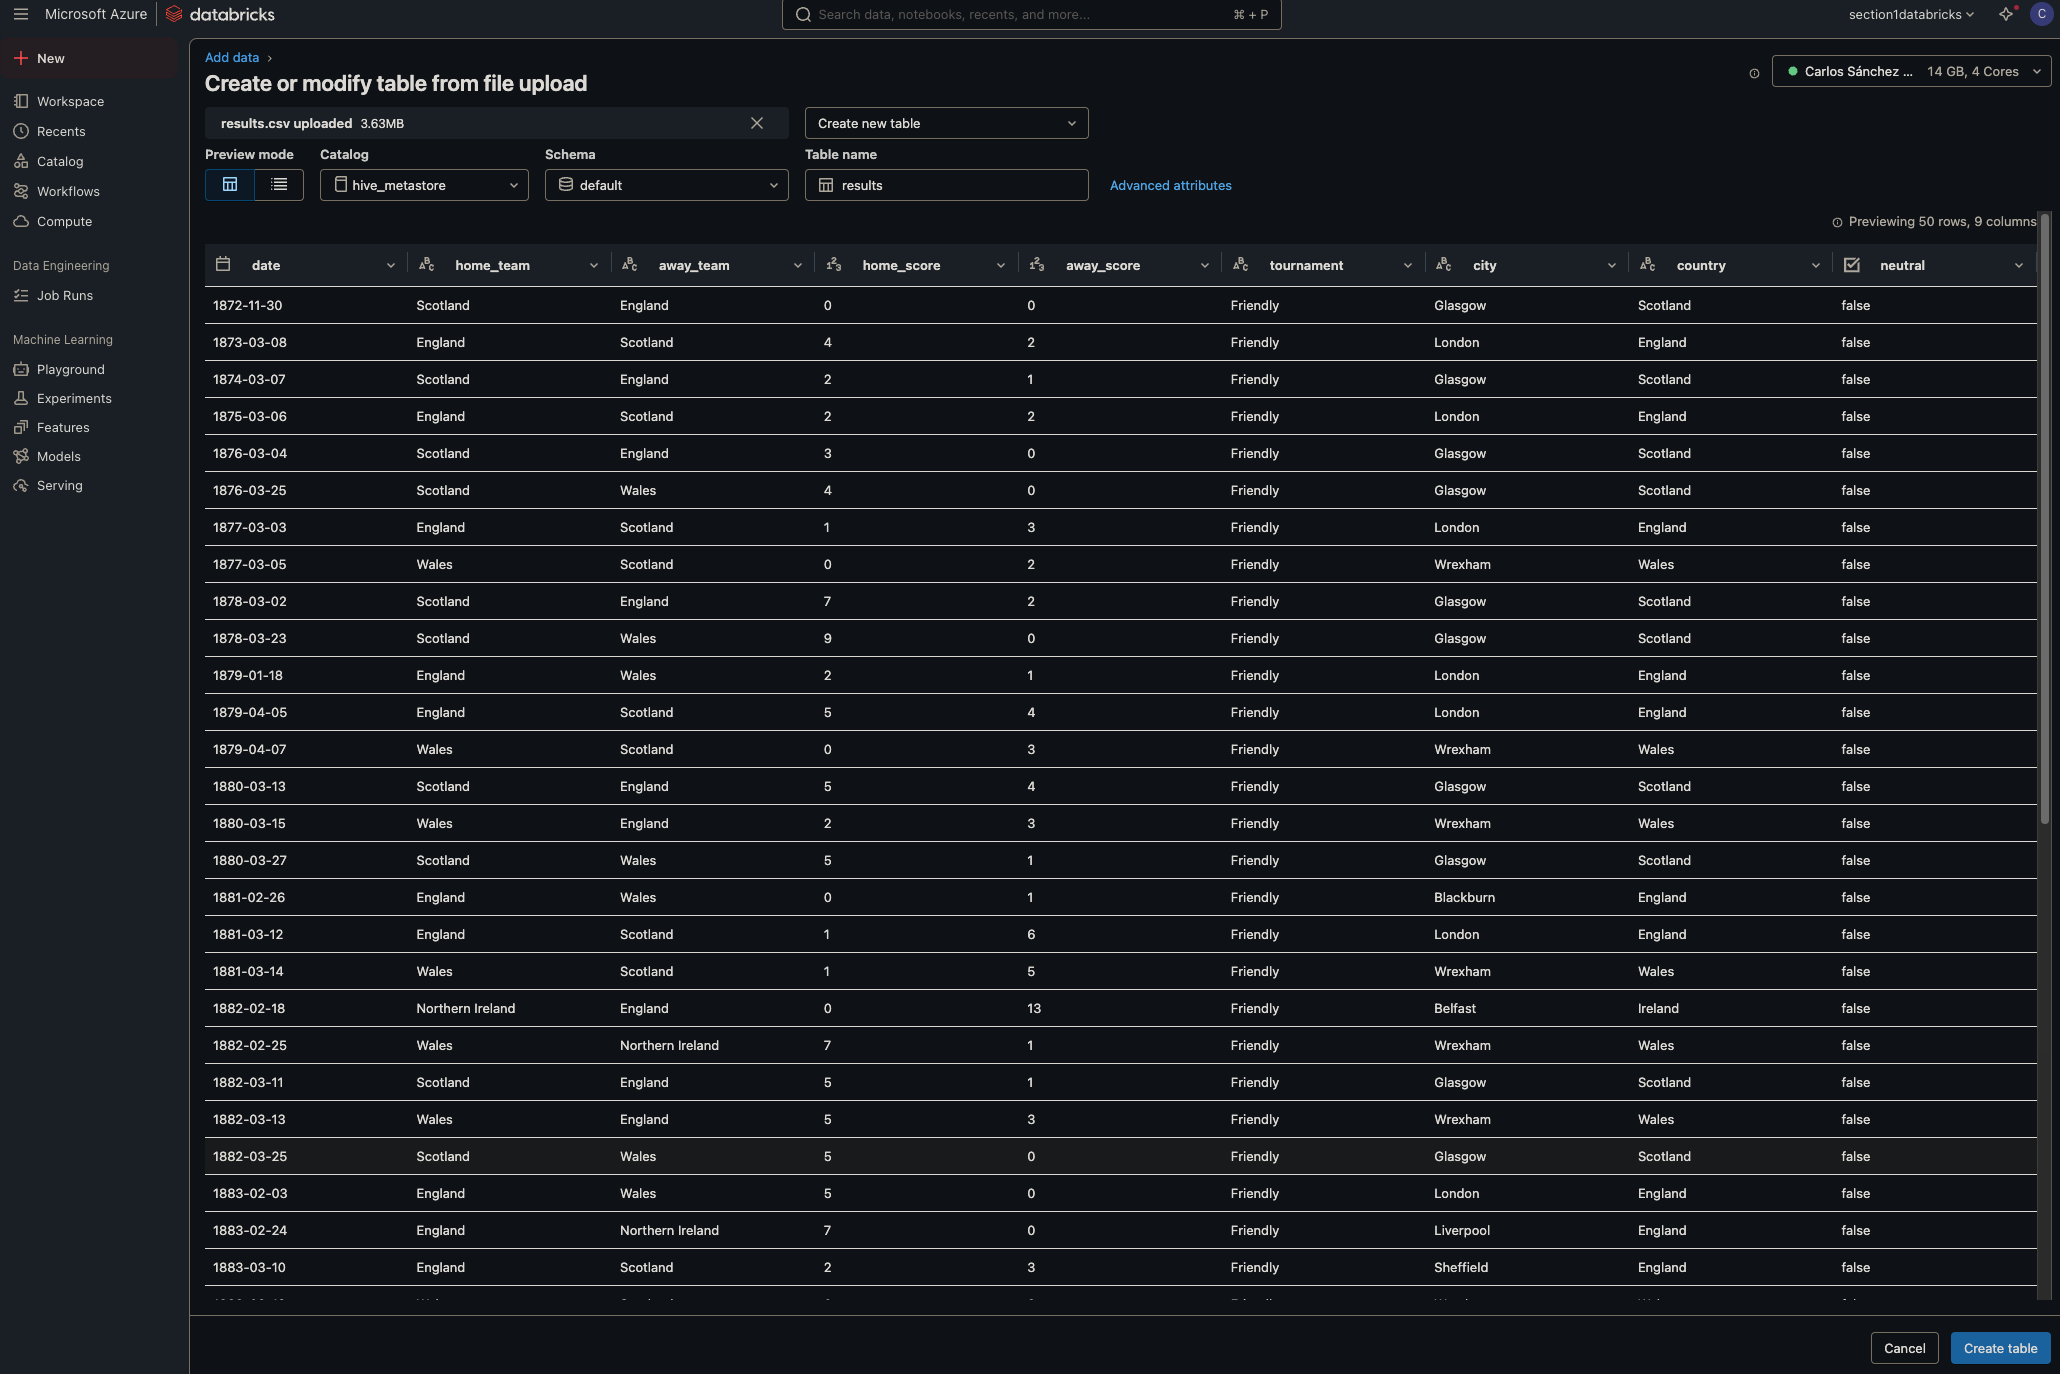 Microsoft Azure databricks Search data, notebooks, recents, and more... ⌘ + P section1databricks C
New
Workspace
Recents
Catalog
Workflows
Compute
Data Engineering
Job Runs
Machine Learning
Playground
Experiments
Features
Models
Serving
Add data ›
Create or modify table from file upload
Carlos Sánchez ... 14 GB, 4 Cores
results.csv uploaded 3.63MB Create new table
Preview mode Catalog Schema Table name
hive_metastore default results Advanced attributes
Previewing 50 rows, 9 columns
date home_team away_team home_score away_score tournament city country neutral
1872-11-30 Scotland England 0 0 Friendly Glasgow Scotland false
1873-03-08 England Scotland 4 2 Friendly London England false
1874-03-07 Scotland England 2 1 Friendly Glasgow Scotland false
1875-03-06 England Scotland 2 2 Friendly London England false
1876-03-04 Scotland England 3 0 Friendly Glasgow Scotland false
1876-03-25 Scotland Wales 4 0 Friendly Glasgow Scotland false
1877-03-03 England Scotland 1 3 Friendly London England false
1877-03-05 Wales Scotland 0 2 Friendly Wrexham Wales false
1878-03-02 Scotland England 7 2 Friendly Glasgow Scotland false
1878-03-23 Scotland Wales 9 0 Friendly Glasgow Scotland false
1879-01-18 England Wales 2 1 Friendly London England false
1879-04-05 England Scotland 5 4 Friendly London England false
1879-04-07 Wales Scotland 0 3 Friendly Wrexham Wales false
1880-03-13 Scotland England 5 4 Friendly Glasgow Scotland false
1880-03-15 Wales England 2 3 Friendly Wrexham Wales false
1880-03-27 Scotland Wales 5 1 Friendly Glasgow Scotland false
1881-02-26 England Wales 0 1 Friendly Blackburn England false
1881-03-12 England Scotland 1 6 Friendly London England false
1881-03-14 Wales Scotland 1 5 Friendly Wrexham Wales false
1882-02-18 Northern Ireland England 0 13 Friendly Belfast Ireland false
1882-02-25 Wales Northern Ireland 7 1 Friendly Wrexham Wales false
1882-03-11 Scotland England 5 1 Friendly Glasgow Scotland false
1882-03-13 Wales England 5 3 Friendly Wrexham Wales false
1882-03-25 Scotland Wales 5 0 Friendly Glasgow Scotland false
1883-02-03 England Wales 5 0 Friendly London England false
1883-02-24 England Northern Ireland 7 0 Friendly Liverpool England false
1883-03-10 England Scotland 2 3 Friendly Sheffield England false
Cancel Create table